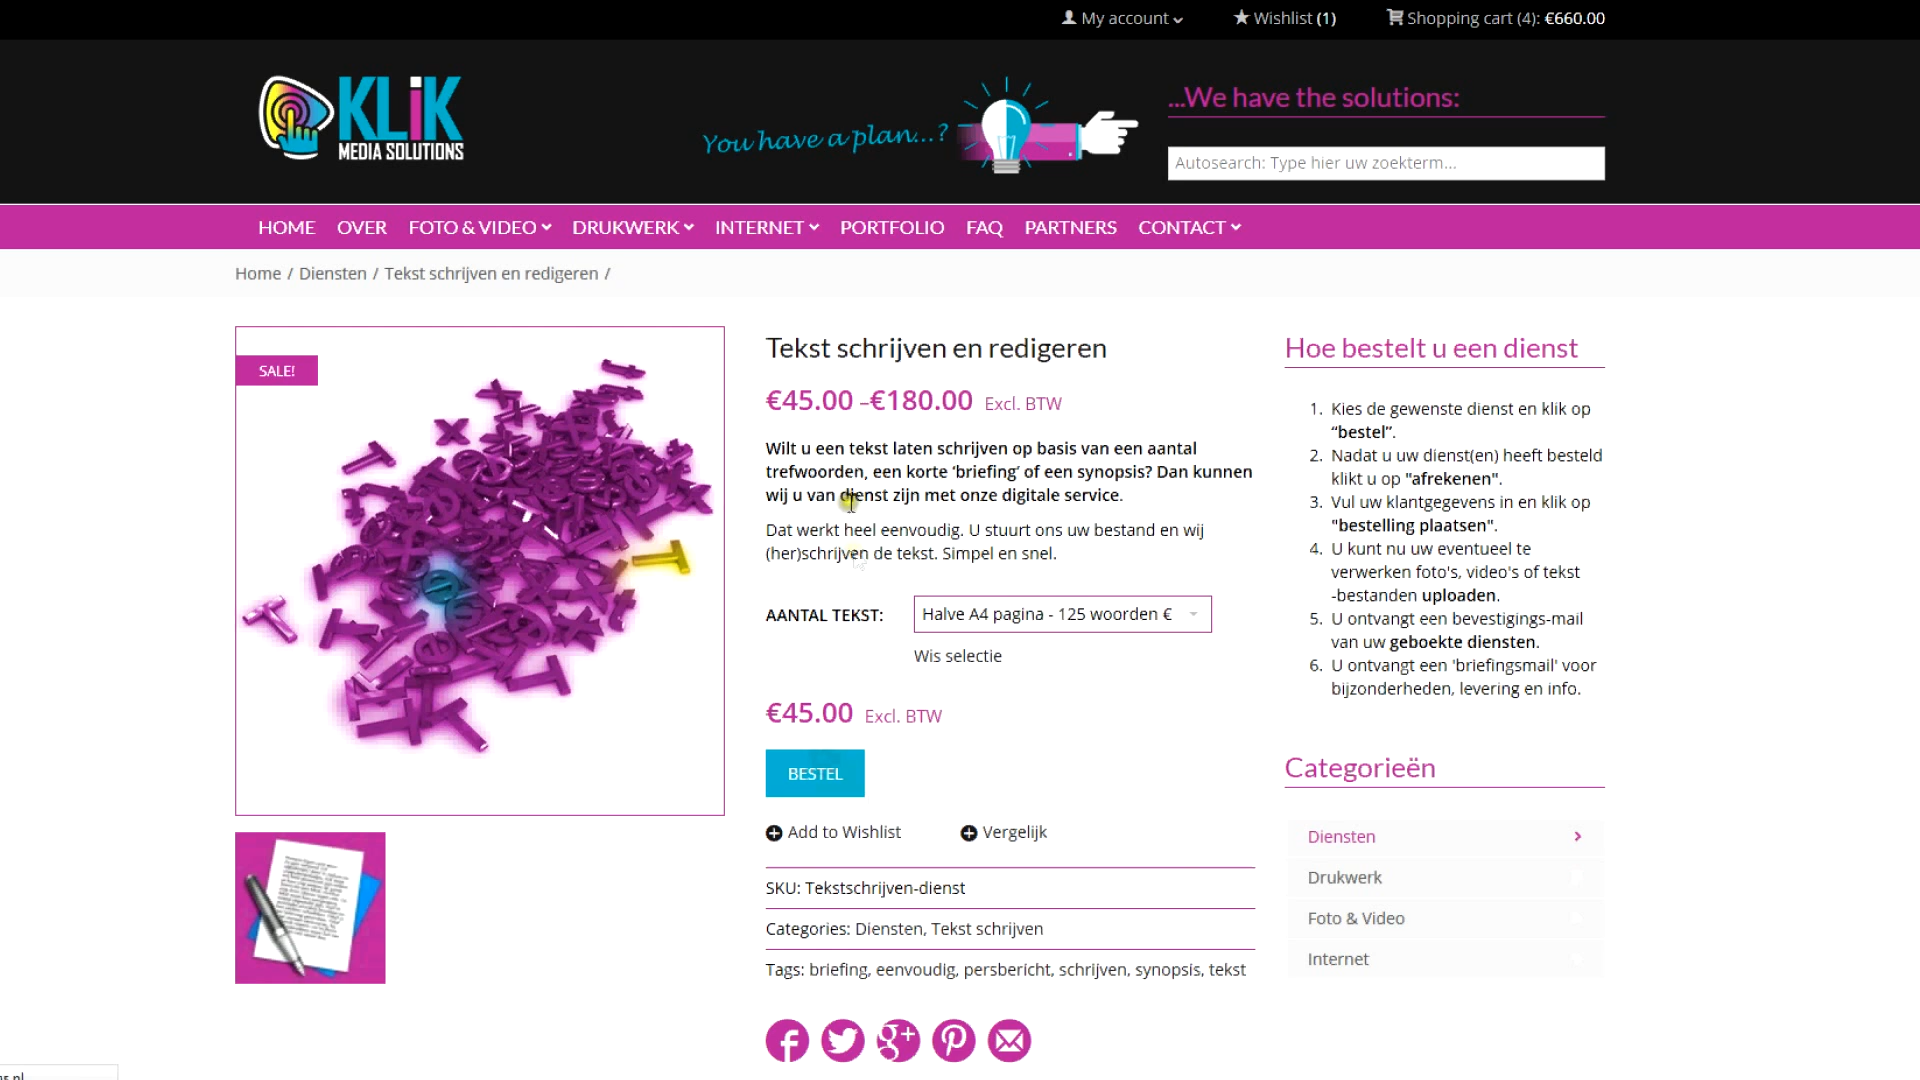 My account
Wishlist (1)
Shopping cart (4): €660.00
KLiK
MEDIA SOLUTIONS
You have a plan...?
...We have the solutions:
Autosearch: Type hier uw zoekterm...
HOME OVER FOTO & VIDEO DRUKWERK INTERNET PORTFOLIO FAQ PARTNERS CONTACT
Home / Diensten / Tekst schrijven en redigeren /
SALE!
Tekst schrijven en redigeren
€45.00 –€180.00 Excl. BTW
Wilt u een tekst laten schrijven op basis van een aantal
trefwoorden, een korte ‘briefing’ of een synopsis? Dan kunnen
wij u van dienst zijn met onze digitale service.
Dat werkt heel eenvoudig. U stuurt ons uw bestand en wij
(her)schrijven de tekst. Simpel en snel.
AANTAL TEKST: Halve A4 pagina - 125 woorden €
Wis selectie
€45.00 Excl. BTW
BESTEL
Add to Wishlist Vergelijk
SKU: Tekstschrijven-dienst
Categories: Diensten, Tekst schrijven
Tags: briefing, eenvoudig, persbericht, schrijven, synopsis, tekst
Hoe bestelt u een dienst
1. Kies de gewenste dienst en klik op
“bestel”.
2. Nadat u uw dienst(en) heeft besteld
klikt u op "afrekenen".
3. Vul uw klantgegevens in en klik op
"bestelling plaatsen".
4. U kunt nu uw eventueel te
verwerken foto's, video's of tekst
-bestanden uploaden.
5. U ontvangt een bevestigings-mail
van uw geboekte diensten.
6. U ontvangt een 'briefingsmail' voor
bijzonderheden, levering en info.
Categorieën
Diensten
Drukwerk
Foto & Video
Internet